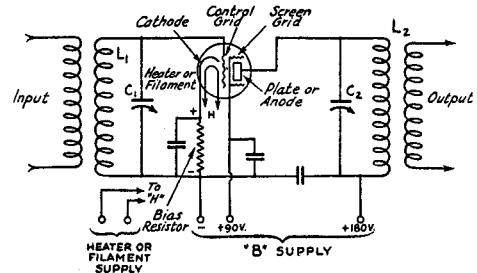 Cathode
Control
Grid
Screen
Grid
L1
L2
Heater or
Filament
Input
C1
H
Plate or
Anode
C2
Output
+
-
To
"H"
Bias
Resistor
-
+90V.
+180V.
"B" SUPPLY
HEATER OR
FILAMENT
SUPPLY